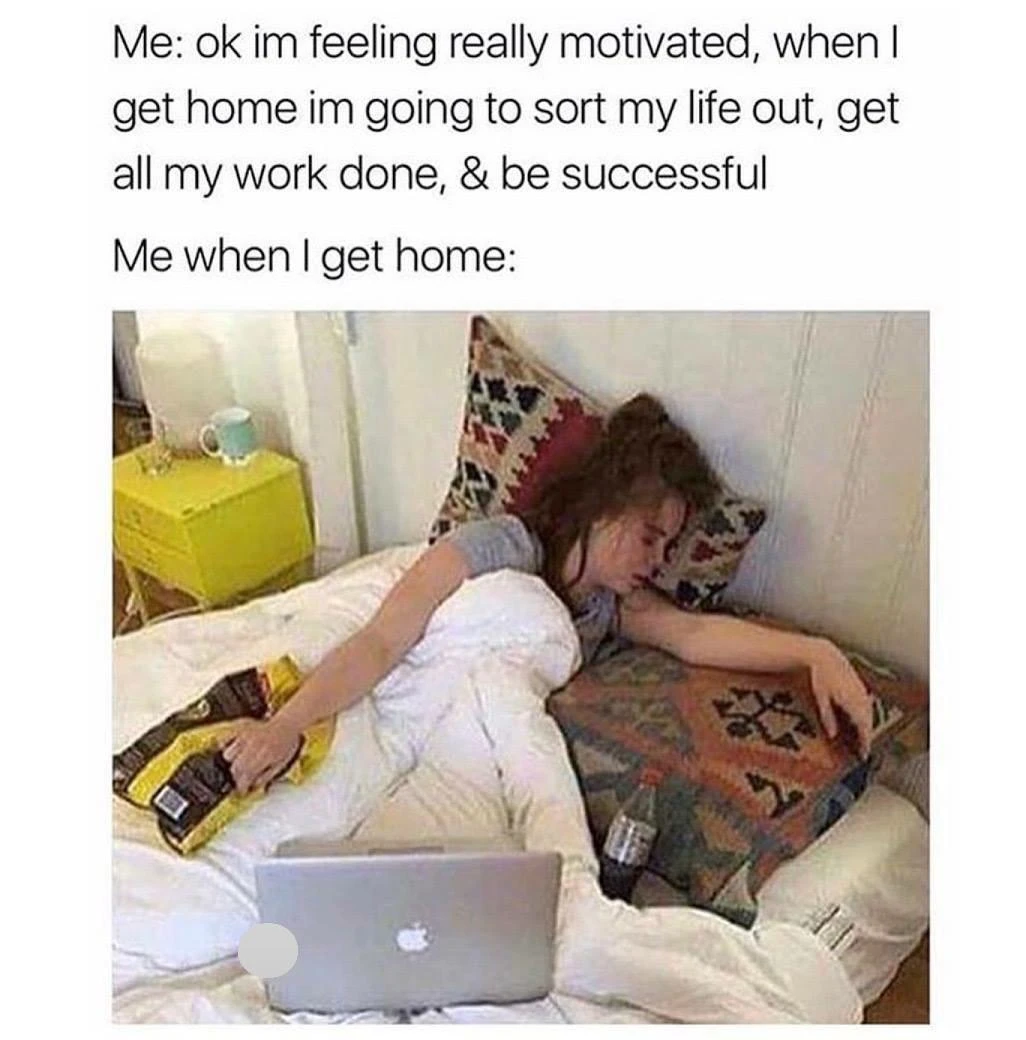 Me: ok im feeling really motivated, when I
get home im going to sort my life out, get
all my work done, & be successful
Me when I get home: